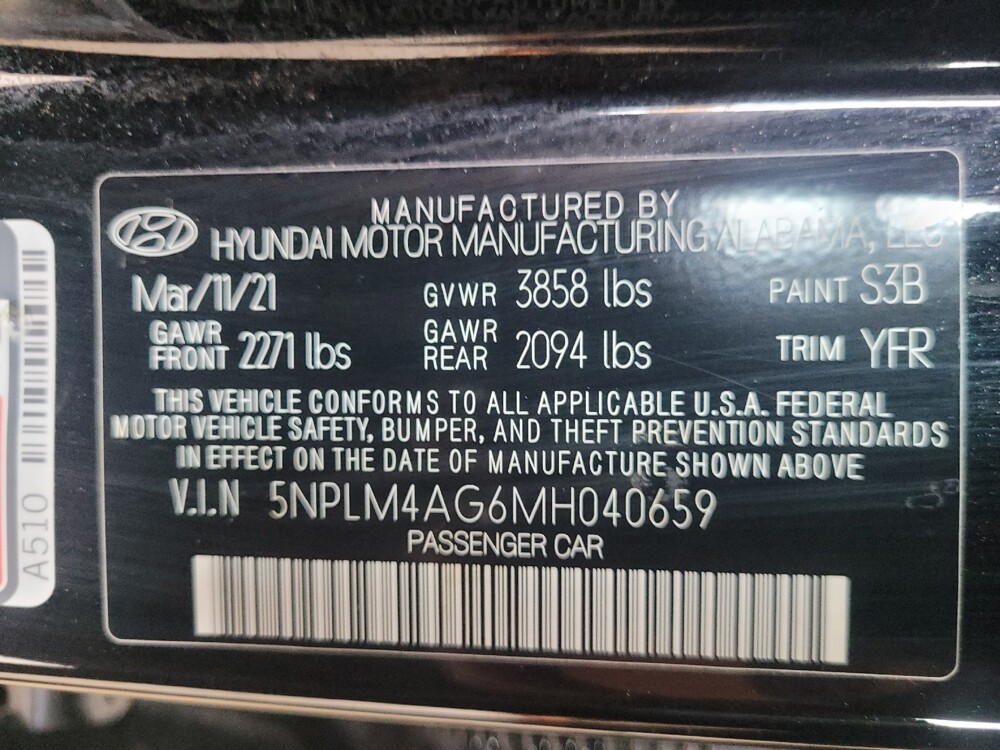 MANUFACTURED BY
HYUNDAI MOTOR MANUFACTURING ALABAMA, LLC
Mar/11/21 GVWR 3858 lbs PAINT S3B
GAWR FRONT 2271 lbs GAWR REAR 2094 lbs TRIM YFR
THIS VEHICLE CONFORMS TO ALL APPLICABLE U.S.A. FEDERAL
MOTOR VEHICLE SAFETY, BUMPER, AND THEFT PREVENTION STANDARDS
IN EFFECT ON THE DATE OF MANUFACTURE SHOWN ABOVE
V.I.N 5NPLM4AG6MH040659
PASSENGER CAR
A510